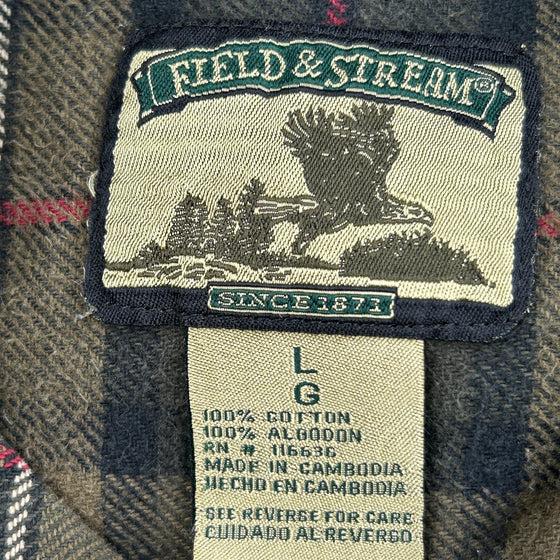 FIELD & STREAM®
SINCE 1871
L
G
100% COTTON
100% ALGODON
RN # 116636
MADE IN CAMBODIA
HECHO EN CAMBODIA
SEE REVERSE FOR CARE
CUIDADO AL REVERSO